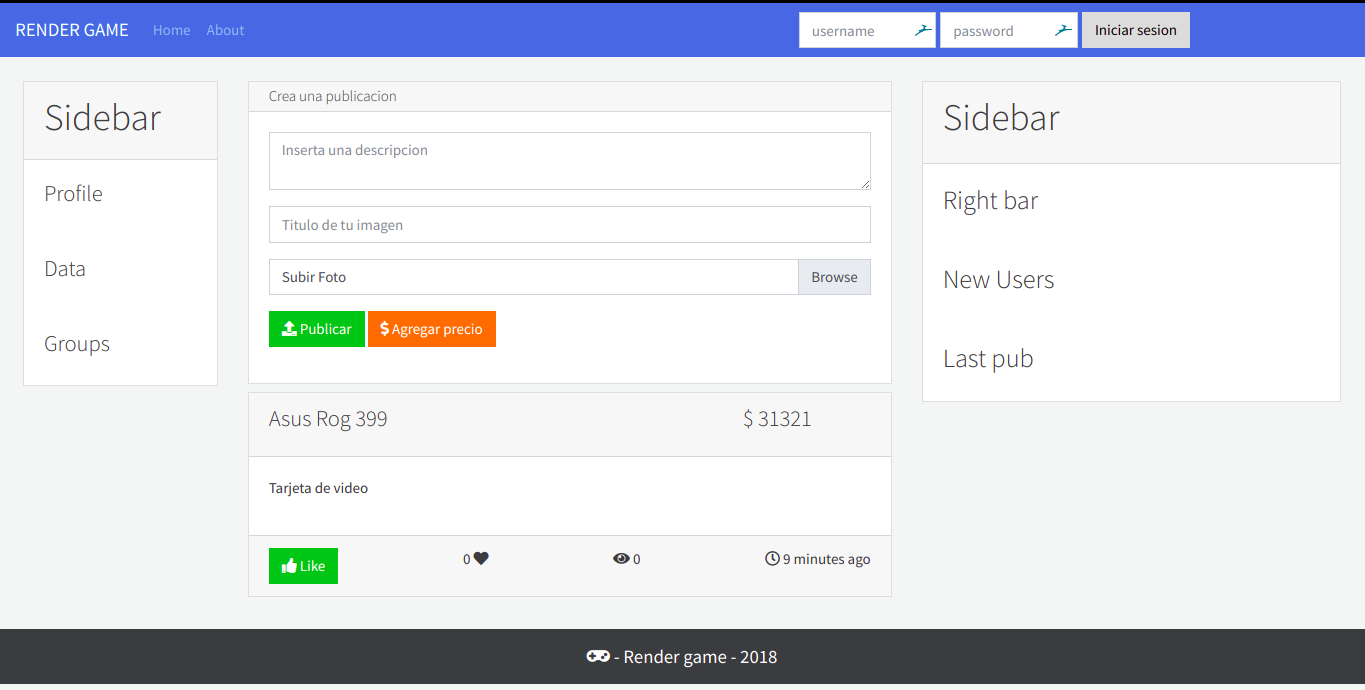 RENDER GAME Home About username password Iniciar sesion
Sidebar
Profile
Data
Groups
Crea una publicacion
Inserta una descripcion
Titulo de tu imagen
Subir Foto Browse
Publicar $ Agregar precio
Asus Rog 399 $ 31321
Tarjeta de video
Like 0 0 9 minutes ago
Sidebar
Right bar
New Users
Last pub
- Render game - 2018